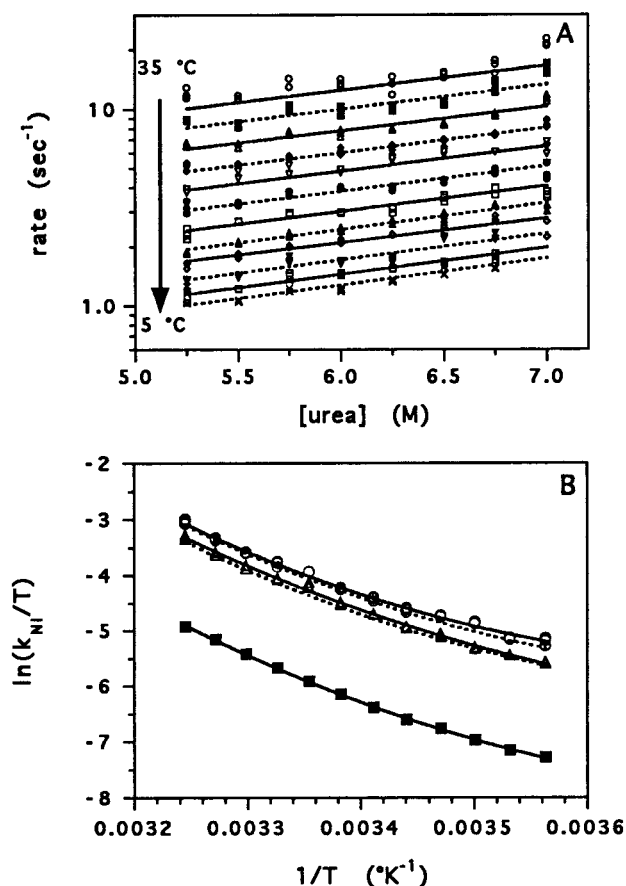 A
35 °C
10
rate (sec⁻¹)
1.0
5 °C
5.0 5.5 6.0 6.5 7.0
[urea] (M)
B
-2
-3
-4
ln(k_NI/T)
-5
-6
-7
-8
0.0032 0.0033 0.0034 0.0035 0.0036
1/T (°K⁻¹)